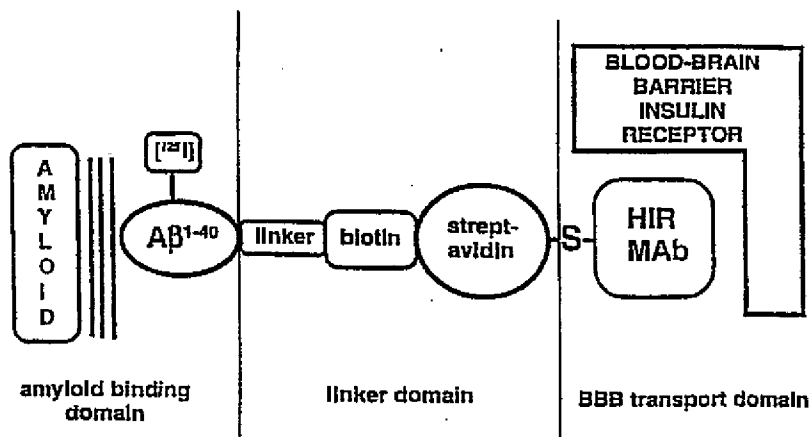 BLOOD-BRAIN
BARRIER
INSULIN
RECEPTOR
[¹²⁵I]
A
M
Y
L
O
I
D
Aβ¹⁻⁴⁰
linker
biotin
strept-
avidin
S
HIR
MAb
amyloid binding
domain
linker domain
BBB transport domain